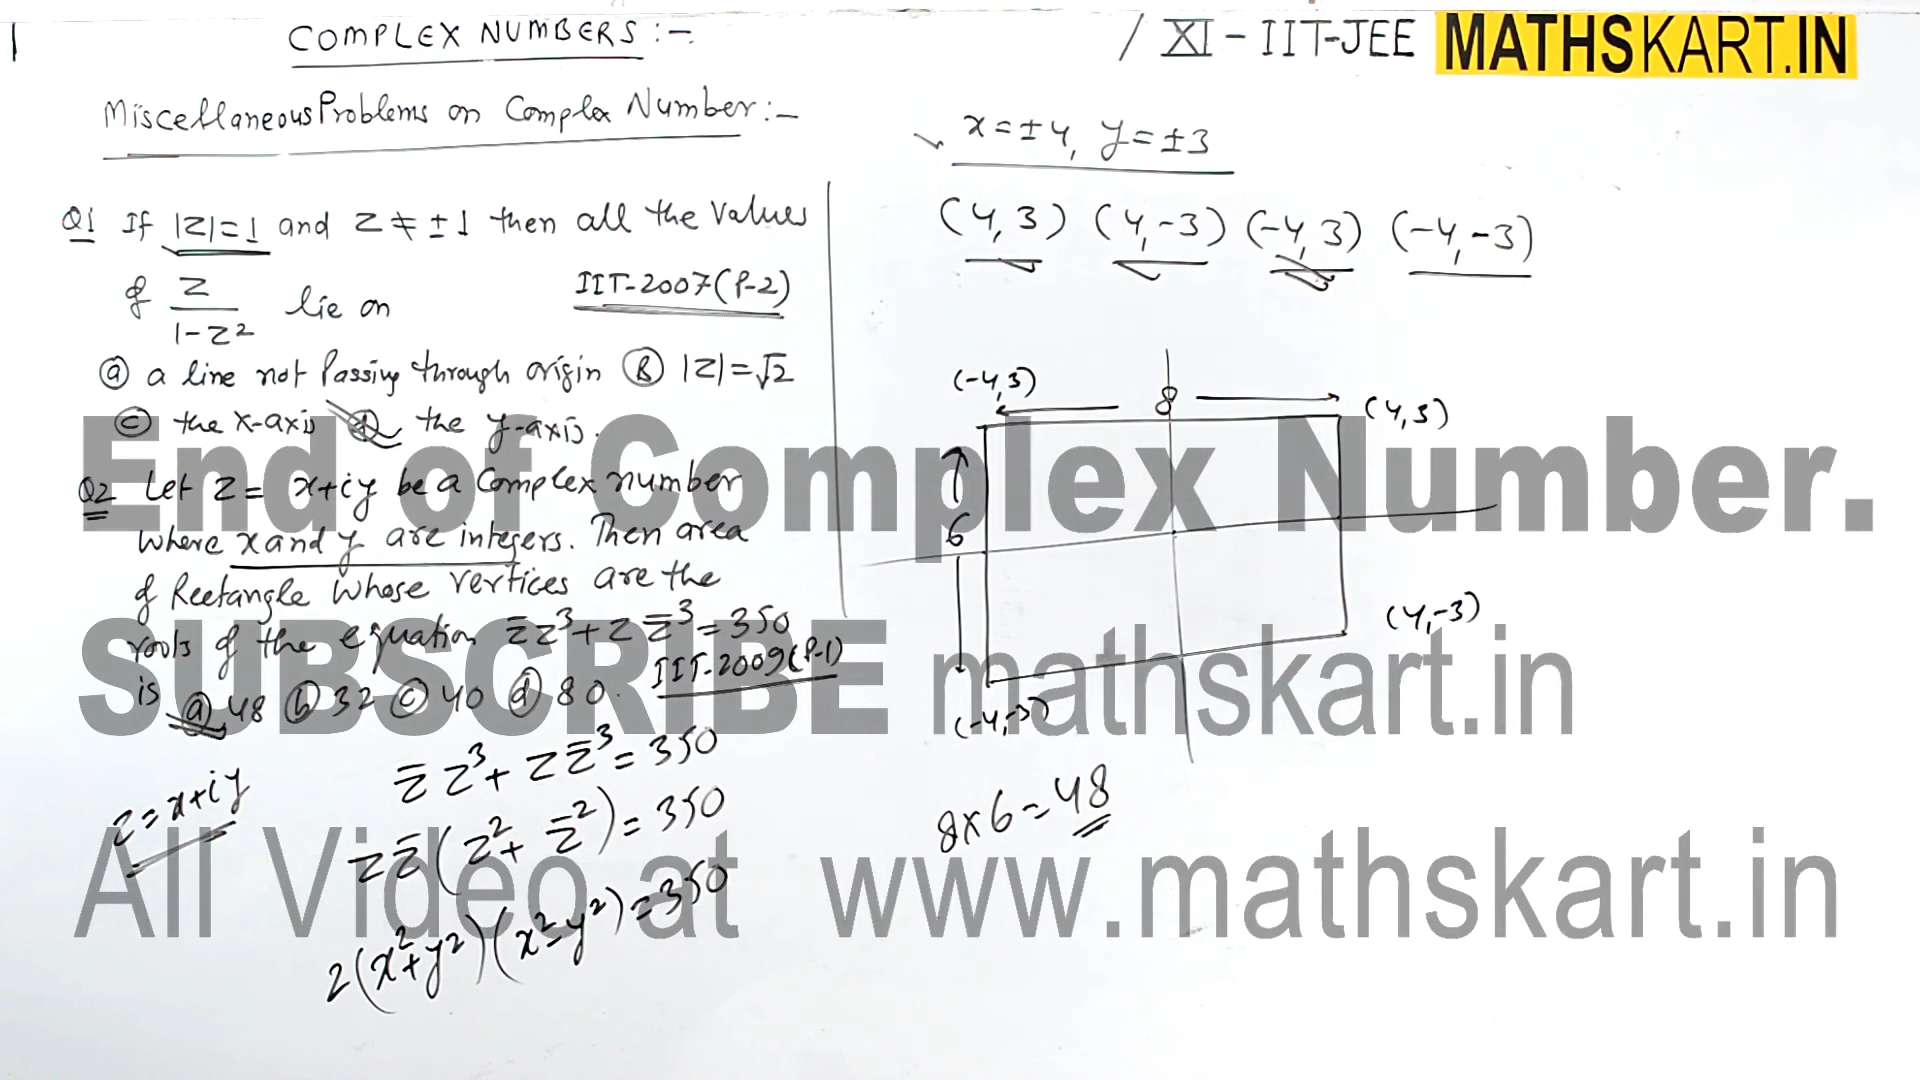 COMPLEX NUMBERS :-
/ XI - IIT-JEE MATHSKART.IN
Miscellaneous Problems on Complex Number:-
Q1 If |z|=1 and z ≠ ±1 then all the values
of z/(1-z²) lie on IIT-2007(P-2)
ⓐ a line not Passing through origin ⓑ |z|=√2
ⓒ the x-axis ⓓ the y-axis.
Q2 Let z = x+iy be a Complex number
where x and y are integers. Then area
of Rectangle whose vertices are the
roots of the equation z̄z³+zz̄³=350
is ⓐ 48 ⓑ 32 ⓒ 40 ⓓ 80. IIT-2009(P-1)
z=x+iy
z̄z³+zz̄³=350
zz̄(z²+z̄²)=350
2(x²+y²)(x²-y²)=350
x=±4, y=±3
(4,3) (4,-3) (-4,3) (-4,-3)
(-4,3) 8 (4,3)
6
(4,-3)
(-4,-3)
8×6=48
End of Complex Number.
SUBSCRIBE mathskart.in
All Video at www.mathskart.in